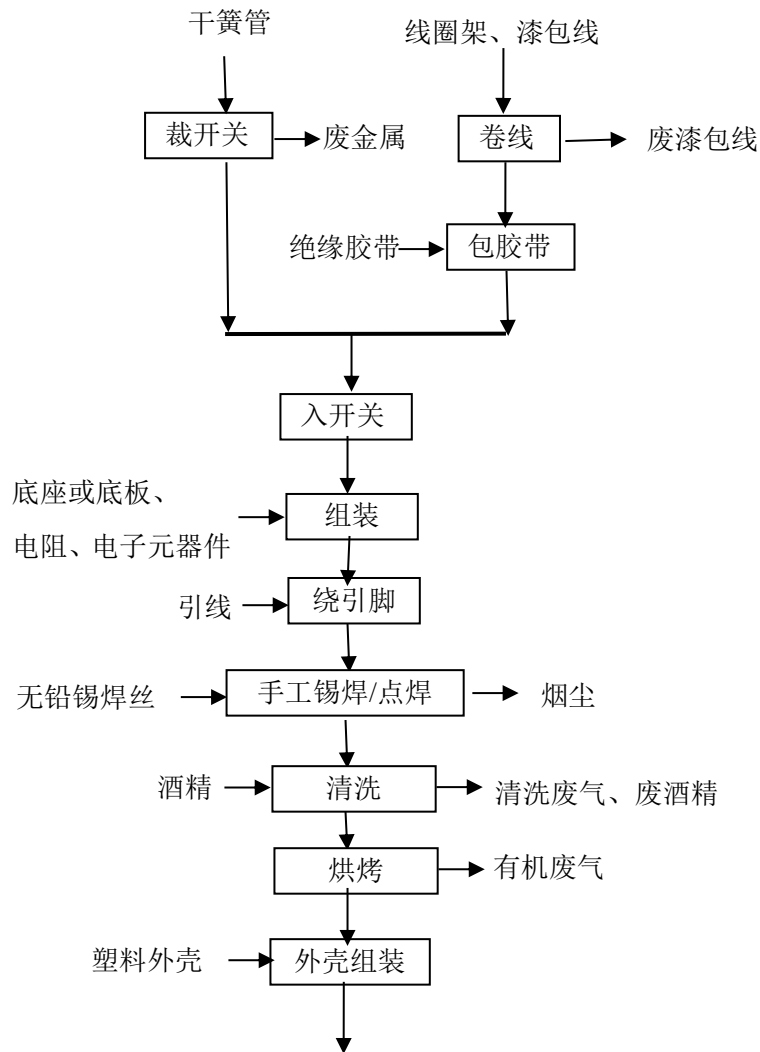 干簧管
线圈架、漆包线
裁开关
废金属
卷线
废漆包线
绝缘胶带
包胶带
入开关
底座或底板、
电阻、电子元器件
组装
引线
绕引脚
无铅锡焊丝
手工锡焊/点焊
烟尘
酒精
清洗
清洗废气、废酒精
烘烤
有机废气
塑料外壳
外壳组装